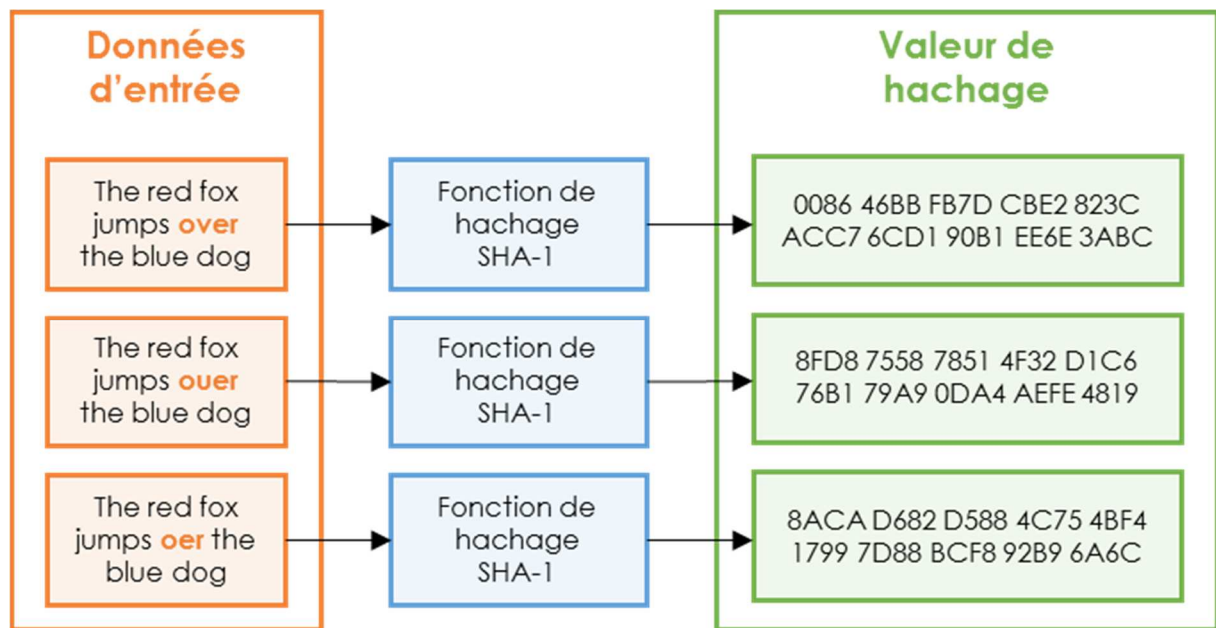 Données
d'entrée
Valeur de
hachage
The red fox
jumps over
the blue dog
Fonction de
hachage
SHA-1
0086 46BB FB7D CBE2 823C
ACC7 6CD1 90B1 EE6E 3ABC
The red fox
jumps ouer
the blue dog
Fonction de
hachage
SHA-1
8FD8 7558 7851 4F32 D1C6
76B1 79A9 0DA4 AEFE 4819
The red fox
jumps oer the
blue dog
Fonction de
hachage
SHA-1
8ACA D682 D588 4C75 4BF4
1799 7D88 BCF8 92B9 6A6C